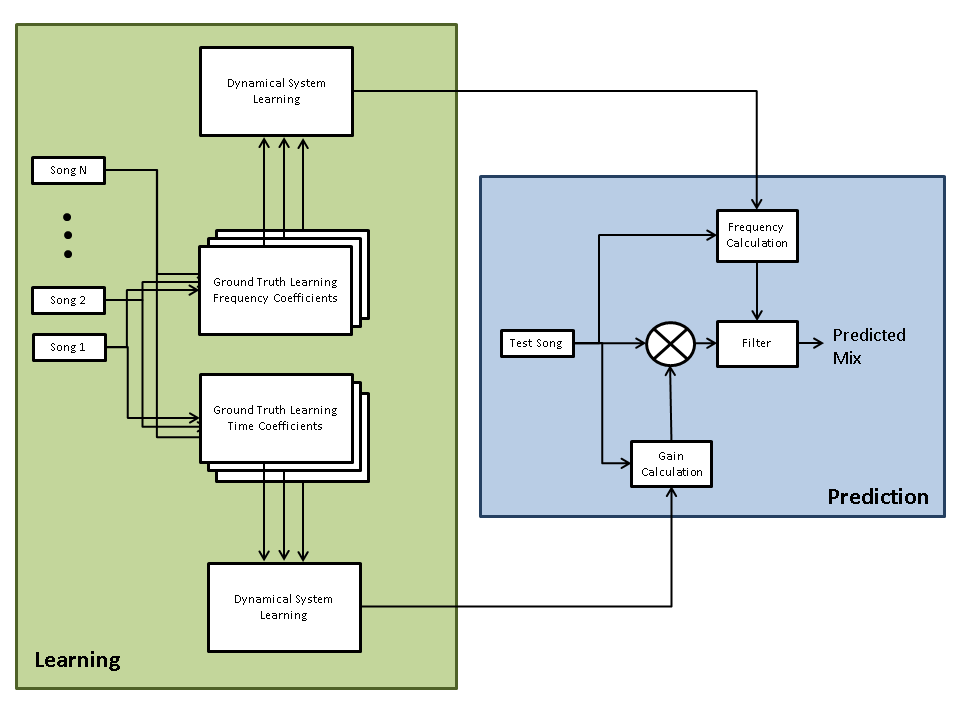 Dynamical System
Learning
Song N
Ground Truth Learning
Frequency Coefficients
Song 2
Song 1
Ground Truth Learning
Time Coefficients
Dynamical System
Learning
Learning
Frequency
Calculation
Test Song
Filter
Predicted
Mix
Gain
Calculation
Prediction